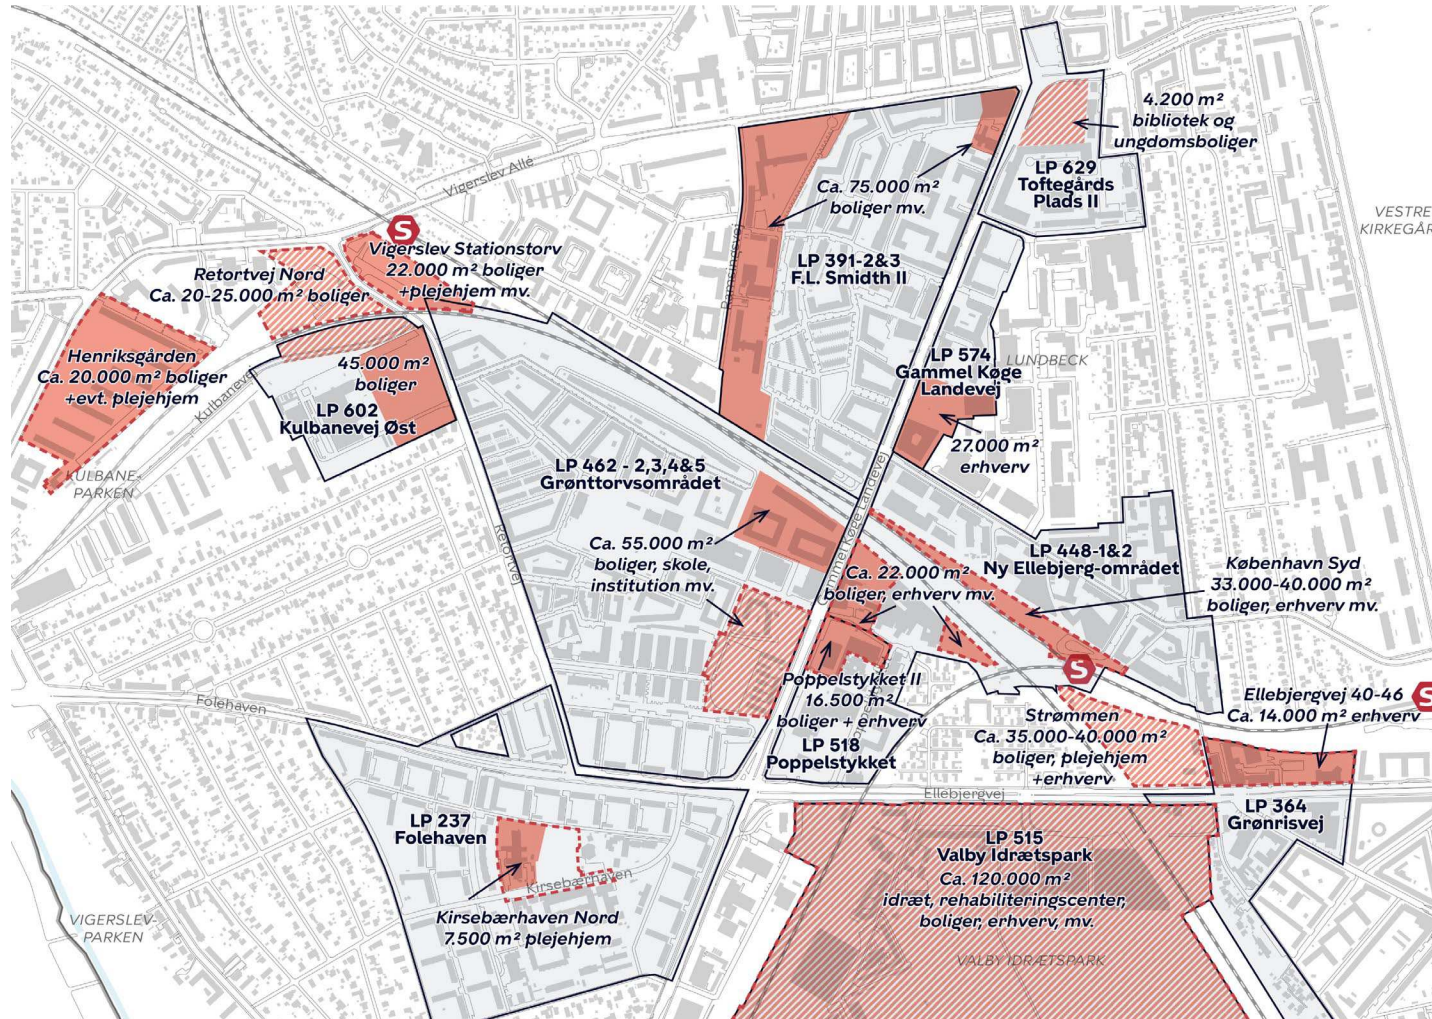 4.200 m²
bibliotek og
ungdomsboliger
LP 629
Toftegårds
Plads II
VESTRE
KIRKEGÅR
Vigerslev Allé
Ca. 75.000 m²
boliger mv.
S
Vigerslev Stationstorv
22.000 m² boliger
+plejehjem mv.
Retortvej Nord
Ca. 20-25.000 m² boliger
LP 391-2&3
F.L. Smidth II
Henriksgården
Ca. 20.000 m² boliger
+evt. plejehjem
45.000 m²
boliger
LP 602
Kulbanevej Øst
Kulbanevej
KULBANE-
PARKEN
LP 574
Gammel Køge
Landevej
LUNDBECK
27.000 m²
erhverv
LP 462 - 2,3,4&5
Grønttorvsområdet
Retortvej
Gammel Køge Landevej
Ca. 55.000 m²
boliger, skole,
institution mv.
Ca. 22.000 m²
boliger, erhverv mv.
LP 448-1&2
Ny Ellebjerg-området
København Syd
33.000-40.000 m²
boliger, erhverv mv.
S
Poppelstykket II
16.500 m²
boliger + erhverv
LP 518
Poppelstykket
Strømmen
Ca. 35.000-40.000 m²
boliger, plejehjem
+erhverv
Ellebjergvej 40-46
Ca. 14.000 m² erhverv
S
Folehaven
Ellebjergvej
LP 364
Grønrisvej
LP 237
Folehaven
Kirsebærhaven
Kirsebærhaven Nord
7.500 m² plejehjem
LP 515
Valby Idrætspark
Ca. 120.000 m²
idræt, rehabiliteringscenter,
boliger, erhverv, mv.
VALBY IDRÆTSPARK
VIGERSLEV-
PARKEN